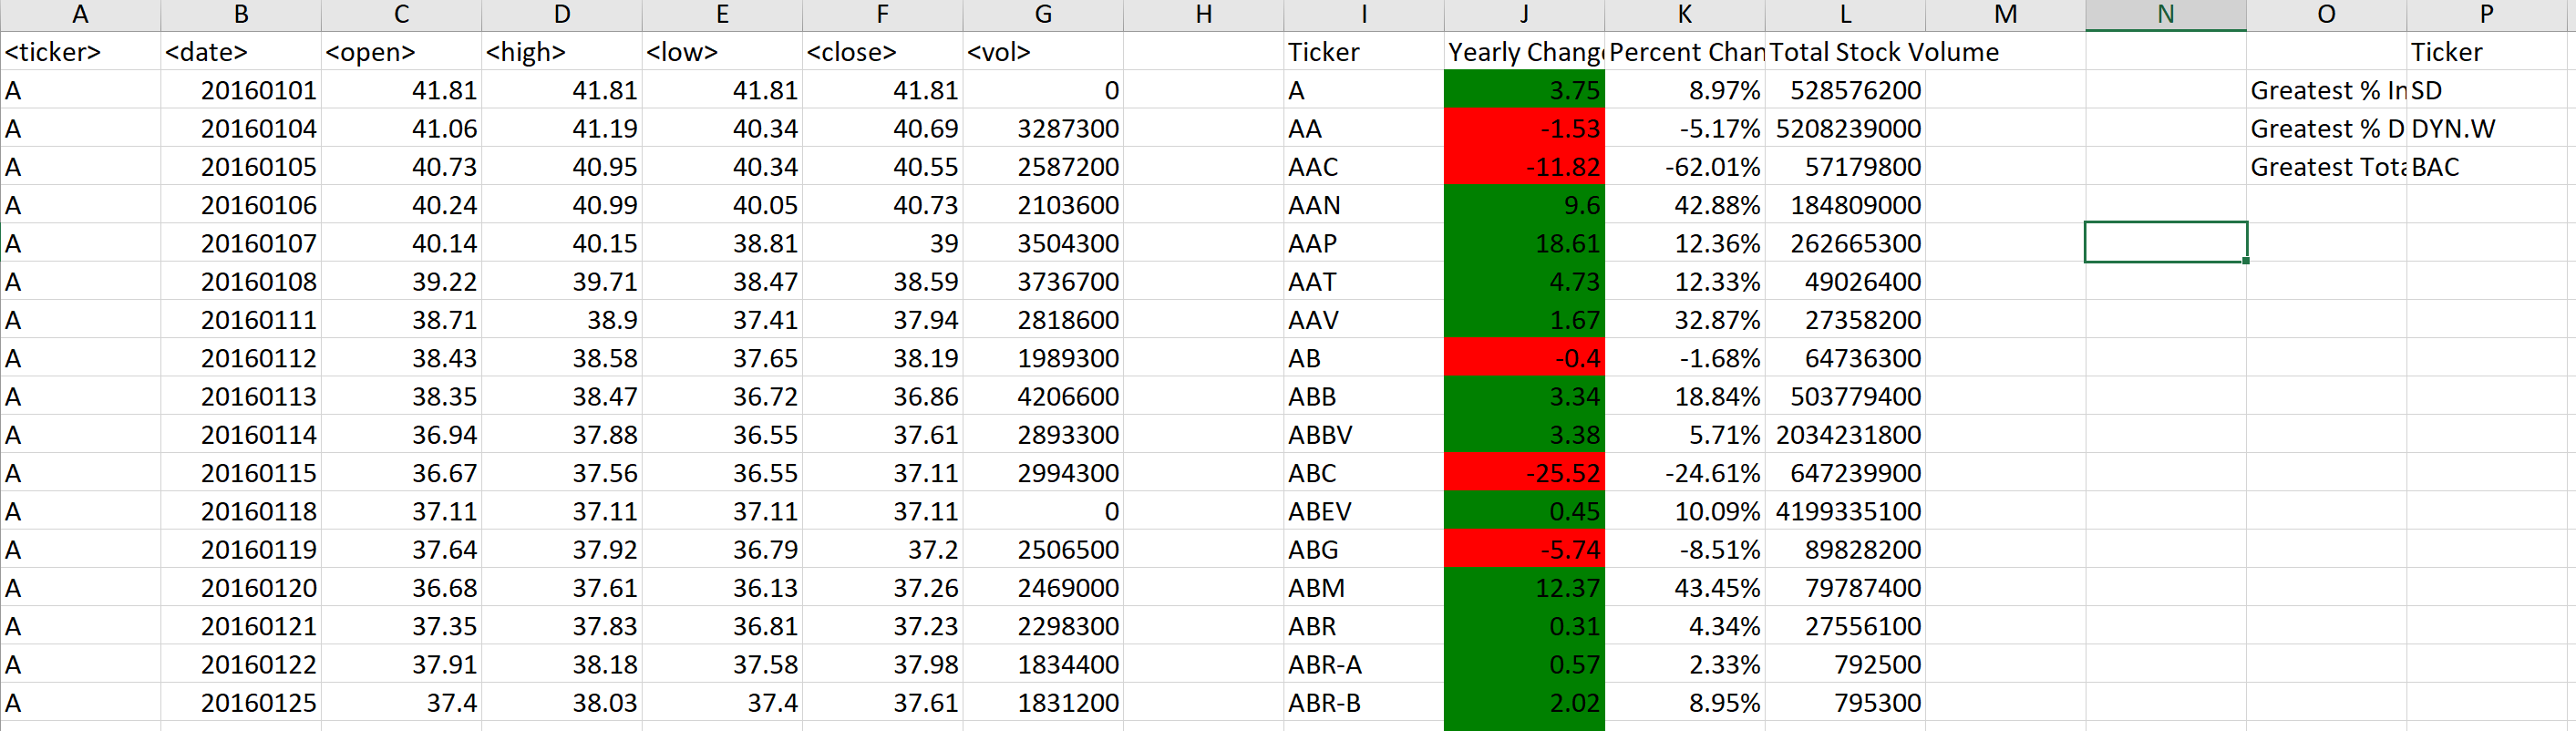 A B C D E F G H I J K L M N O P
<ticker> <date> <open> <high> <low> <close> <vol> Ticker Yearly Chang Percent Chan Total Stock Volume Ticker
A 20160101 41.81 41.81 41.81 41.81 0 A 3.75 8.97% 528576200 Greatest % In SD
A 20160104 41.06 41.19 40.34 40.69 3287300 AA -1.53 -5.17% 5208239000 Greatest % D DYN.W
A 20160105 40.73 40.95 40.34 40.55 2587200 AAC -11.82 -62.01% 57179800 Greatest Tota BAC
A 20160106 40.24 40.99 40.05 40.73 2103600 AAN 9.6 42.88% 184809000
A 20160107 40.14 40.15 38.81 39 3504300 AAP 18.61 12.36% 262665300
A 20160108 39.22 39.71 38.47 38.59 3736700 AAT 4.73 12.33% 49026400
A 20160111 38.71 38.9 37.41 37.94 2818600 AAV 1.67 32.87% 27358200
A 20160112 38.43 38.58 37.65 38.19 1989300 AB -0.4 -1.68% 64736300
A 20160113 38.35 38.47 36.72 36.86 4206600 ABB 3.34 18.84% 503779400
A 20160114 36.94 37.88 36.55 37.61 2893300 ABBV 3.38 5.71% 2034231800
A 20160115 36.67 37.56 36.55 37.11 2994300 ABC -25.52 -24.61% 647239900
A 20160118 37.11 37.11 37.11 37.11 0 ABEV 0.45 10.09% 4199335100
A 20160119 37.64 37.92 36.79 37.2 2506500 ABG -5.74 -8.51% 89828200
A 20160120 36.68 37.61 36.13 37.26 2469000 ABM 12.37 43.45% 79787400
A 20160121 37.35 37.83 36.81 37.23 2298300 ABR 0.31 4.34% 27556100
A 20160122 37.91 38.18 37.58 37.98 1834400 ABR-A 0.57 2.33% 792500
A 20160125 37.4 38.03 37.4 37.61 1831200 ABR-B 2.02 8.95% 795300